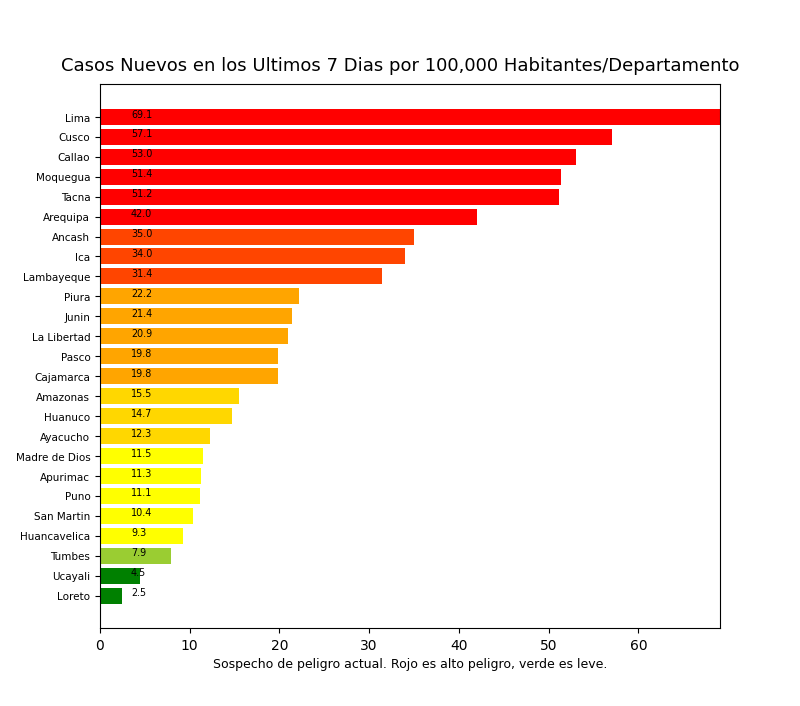 Casos Nuevos en los Ultimos 7 Dias por 100,000 Habitantes/Departamento
Lima 69.1
Cusco 57.1
Callao 53.0
Moquegua 51.4
Tacna 51.2
Arequipa 42.0
Ancash 35.0
Ica 34.0
Lambayeque 31.4
Piura 22.2
Junin 21.4
La Libertad 20.9
Pasco 19.8
Cajamarca 19.8
Amazonas 15.5
Huanuco 14.7
Ayacucho 12.3
Madre de Dios 11.5
Apurimac 11.3
Puno 11.1
San Martin 10.4
Huancavelica 9.3
Tumbes 7.9
Ucayali 4.5
Loreto 2.5
0 10 20 30 40 50 60
Sospecho de peligro actual. Rojo es alto peligro, verde es leve.